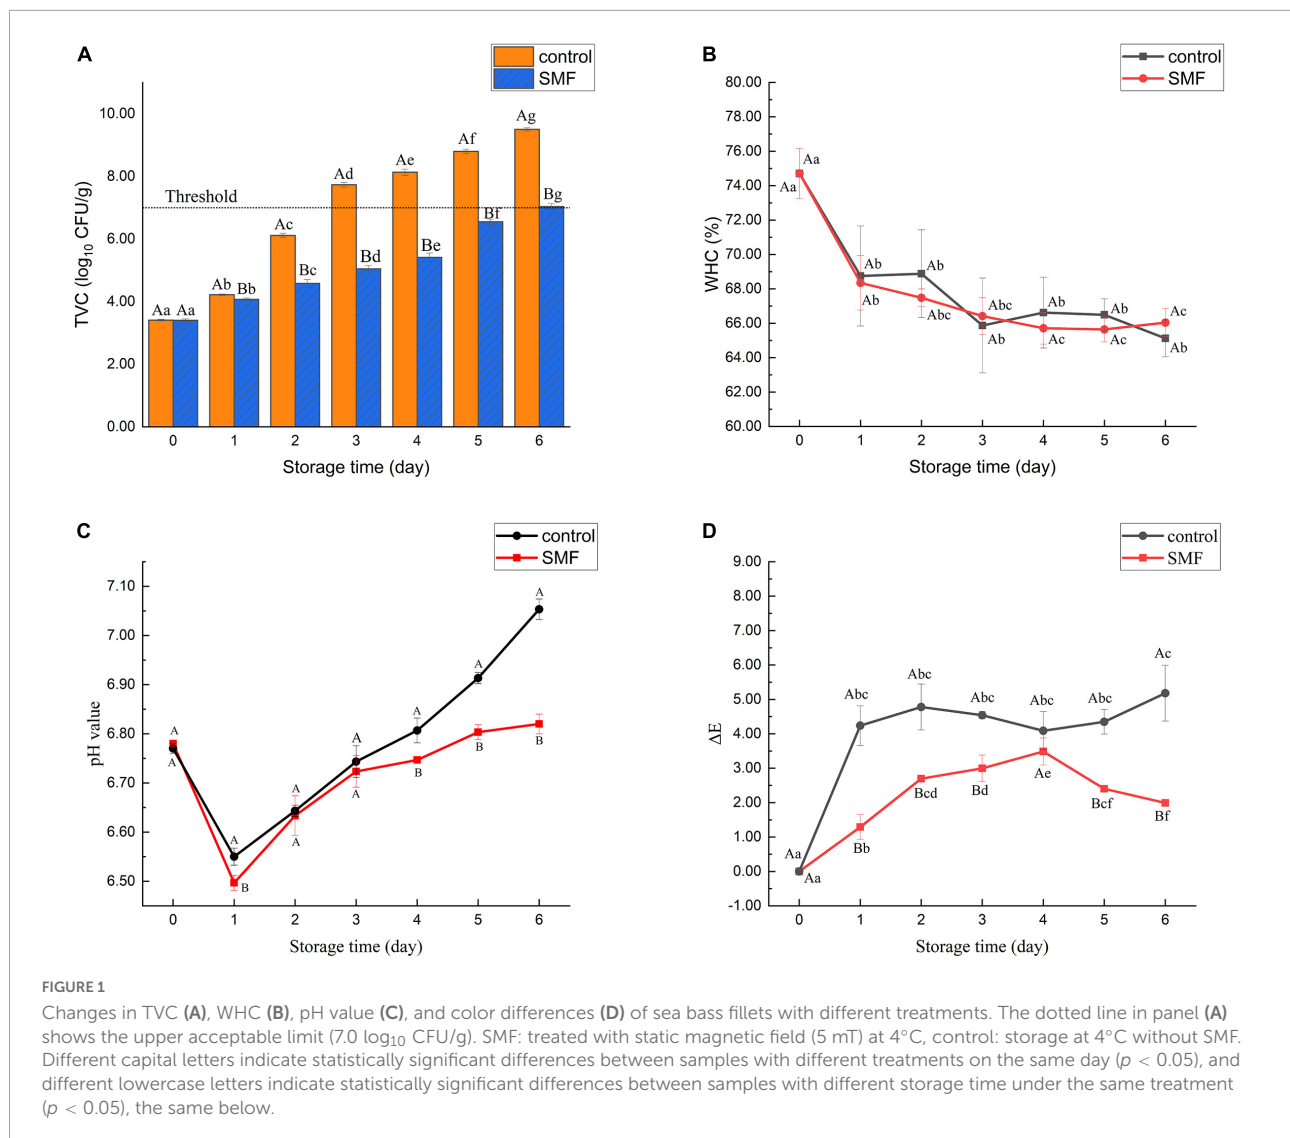 A
control
SMF
10.00
8.00
6.00
4.00
2.00
0.00
TVC (log10 CFU/g)
Threshold
Aa Aa
Ab Bb
Ac Bc
Ad Bd
Ae Be
Af Bf
Ag Bg
0 1 2 3 4 5 6
Storage time (day)
B
control
SMF
80.00
78.00
76.00
74.00
72.00
70.00
68.00
66.00
64.00
62.00
60.00
WHC (%)
Aa Ab Ab Abc Ab Ab Ac
Aa Ab Abc Ab Ac Ac Ab
0 1 2 3 4 5 6
Storage time (day)
C
control
SMF
7.10
7.00
6.90
6.80
6.70
6.60
6.50
pH value
A A A A A A A
A B A A B B B
0 1 2 3 4 5 6
Storage time (day)
D
control
SMF
9.00
8.00
7.00
6.00
5.00
4.00
3.00
2.00
1.00
0.00
-1.00
ΔE
Aa Abc Abc Abc Abc Abc Ac
Aa Bb Bcd Bd Ae Bcf Bf
0 1 2 3 4 5 6
Storage time (day)
FIGURE 1
Changes in TVC (A), WHC (B), pH value (C), and color differences (D) of sea bass fillets with different treatments. The dotted line in panel (A)
shows the upper acceptable limit (7.0 log10 CFU/g). SMF: treated with static magnetic field (5 mT) at 4°C, control: storage at 4°C without SMF.
Different capital letters indicate statistically significant differences between samples with different treatments on the same day (p < 0.05), and
different lowercase letters indicate statistically significant differences between samples with different storage time under the same treatment
(p < 0.05), the same below.